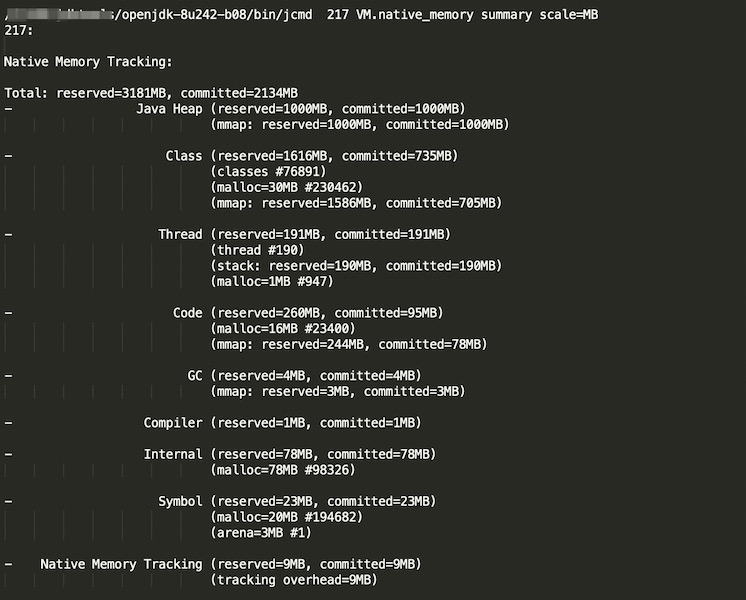 /openjdk-8u242-b08/bin/jcmd  217 VM.native_memory summary scale=MB
217:
Native Memory Tracking:
Total: reserved=3181MB, committed=2134MB
-                 Java Heap (reserved=1000MB, committed=1000MB)
                            (mmap: reserved=1000MB, committed=1000MB)
-                     Class (reserved=1616MB, committed=735MB)
                            (classes #76891)
                            (malloc=30MB #230462)
                            (mmap: reserved=1586MB, committed=705MB)
-                    Thread (reserved=191MB, committed=191MB)
                            (thread #190)
                            (stack: reserved=190MB, committed=190MB)
                            (malloc=1MB #947)
-                      Code (reserved=260MB, committed=95MB)
                            (malloc=16MB #23400)
                            (mmap: reserved=244MB, committed=78MB)
-                        GC (reserved=4MB, committed=4MB)
                            (mmap: reserved=3MB, committed=3MB)
-                  Compiler (reserved=1MB, committed=1MB)
-                  Internal (reserved=78MB, committed=78MB)
                            (malloc=78MB #98326)
-                    Symbol (reserved=23MB, committed=23MB)
                            (malloc=20MB #194682)
                            (arena=3MB #1)
-    Native Memory Tracking (reserved=9MB, committed=9MB)
                            (tracking overhead=9MB)